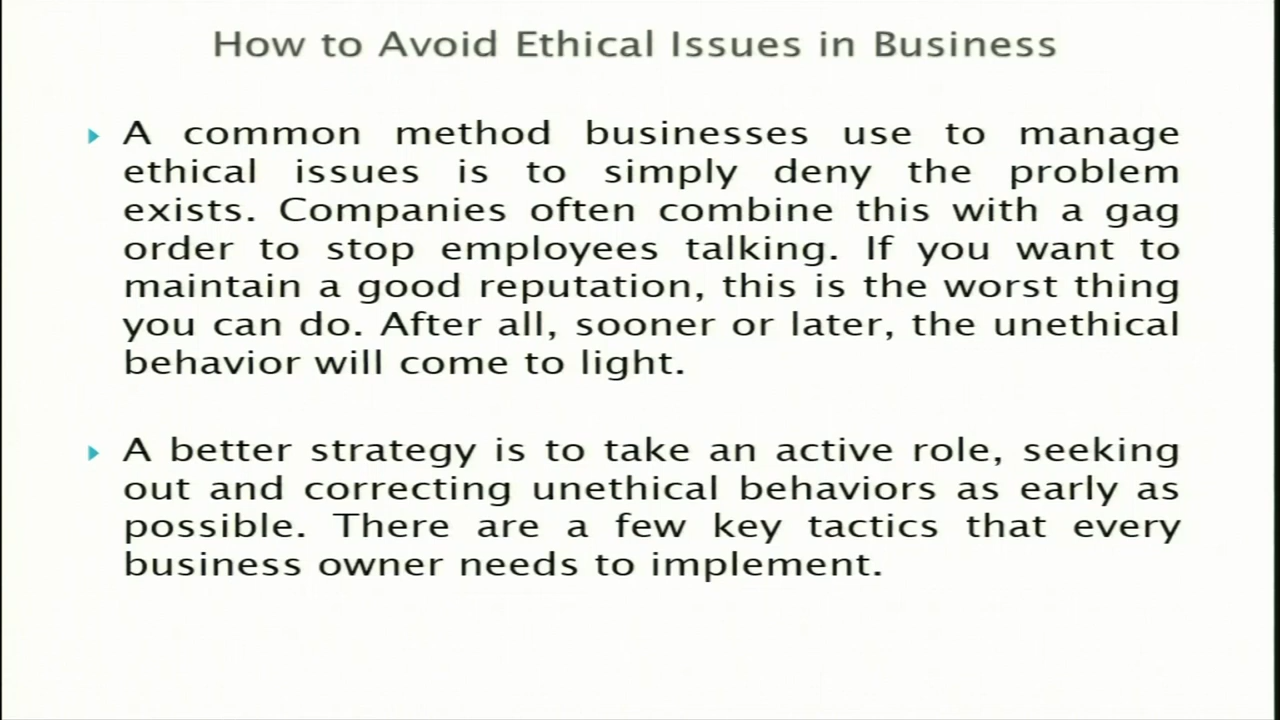 How to Avoid Ethical Issues in Business
A common method businesses use to manage
ethical issues is to simply deny the problem
exists. Companies often combine this with a gag
order to stop employees talking. If you want to
maintain a good reputation, this is the worst thing
you can do. After all, sooner or later, the unethical
behavior will come to light.
A better strategy is to take an active role, seeking
out and correcting unethical behaviors as early as
possible. There are a few key tactics that every
business owner needs to implement.